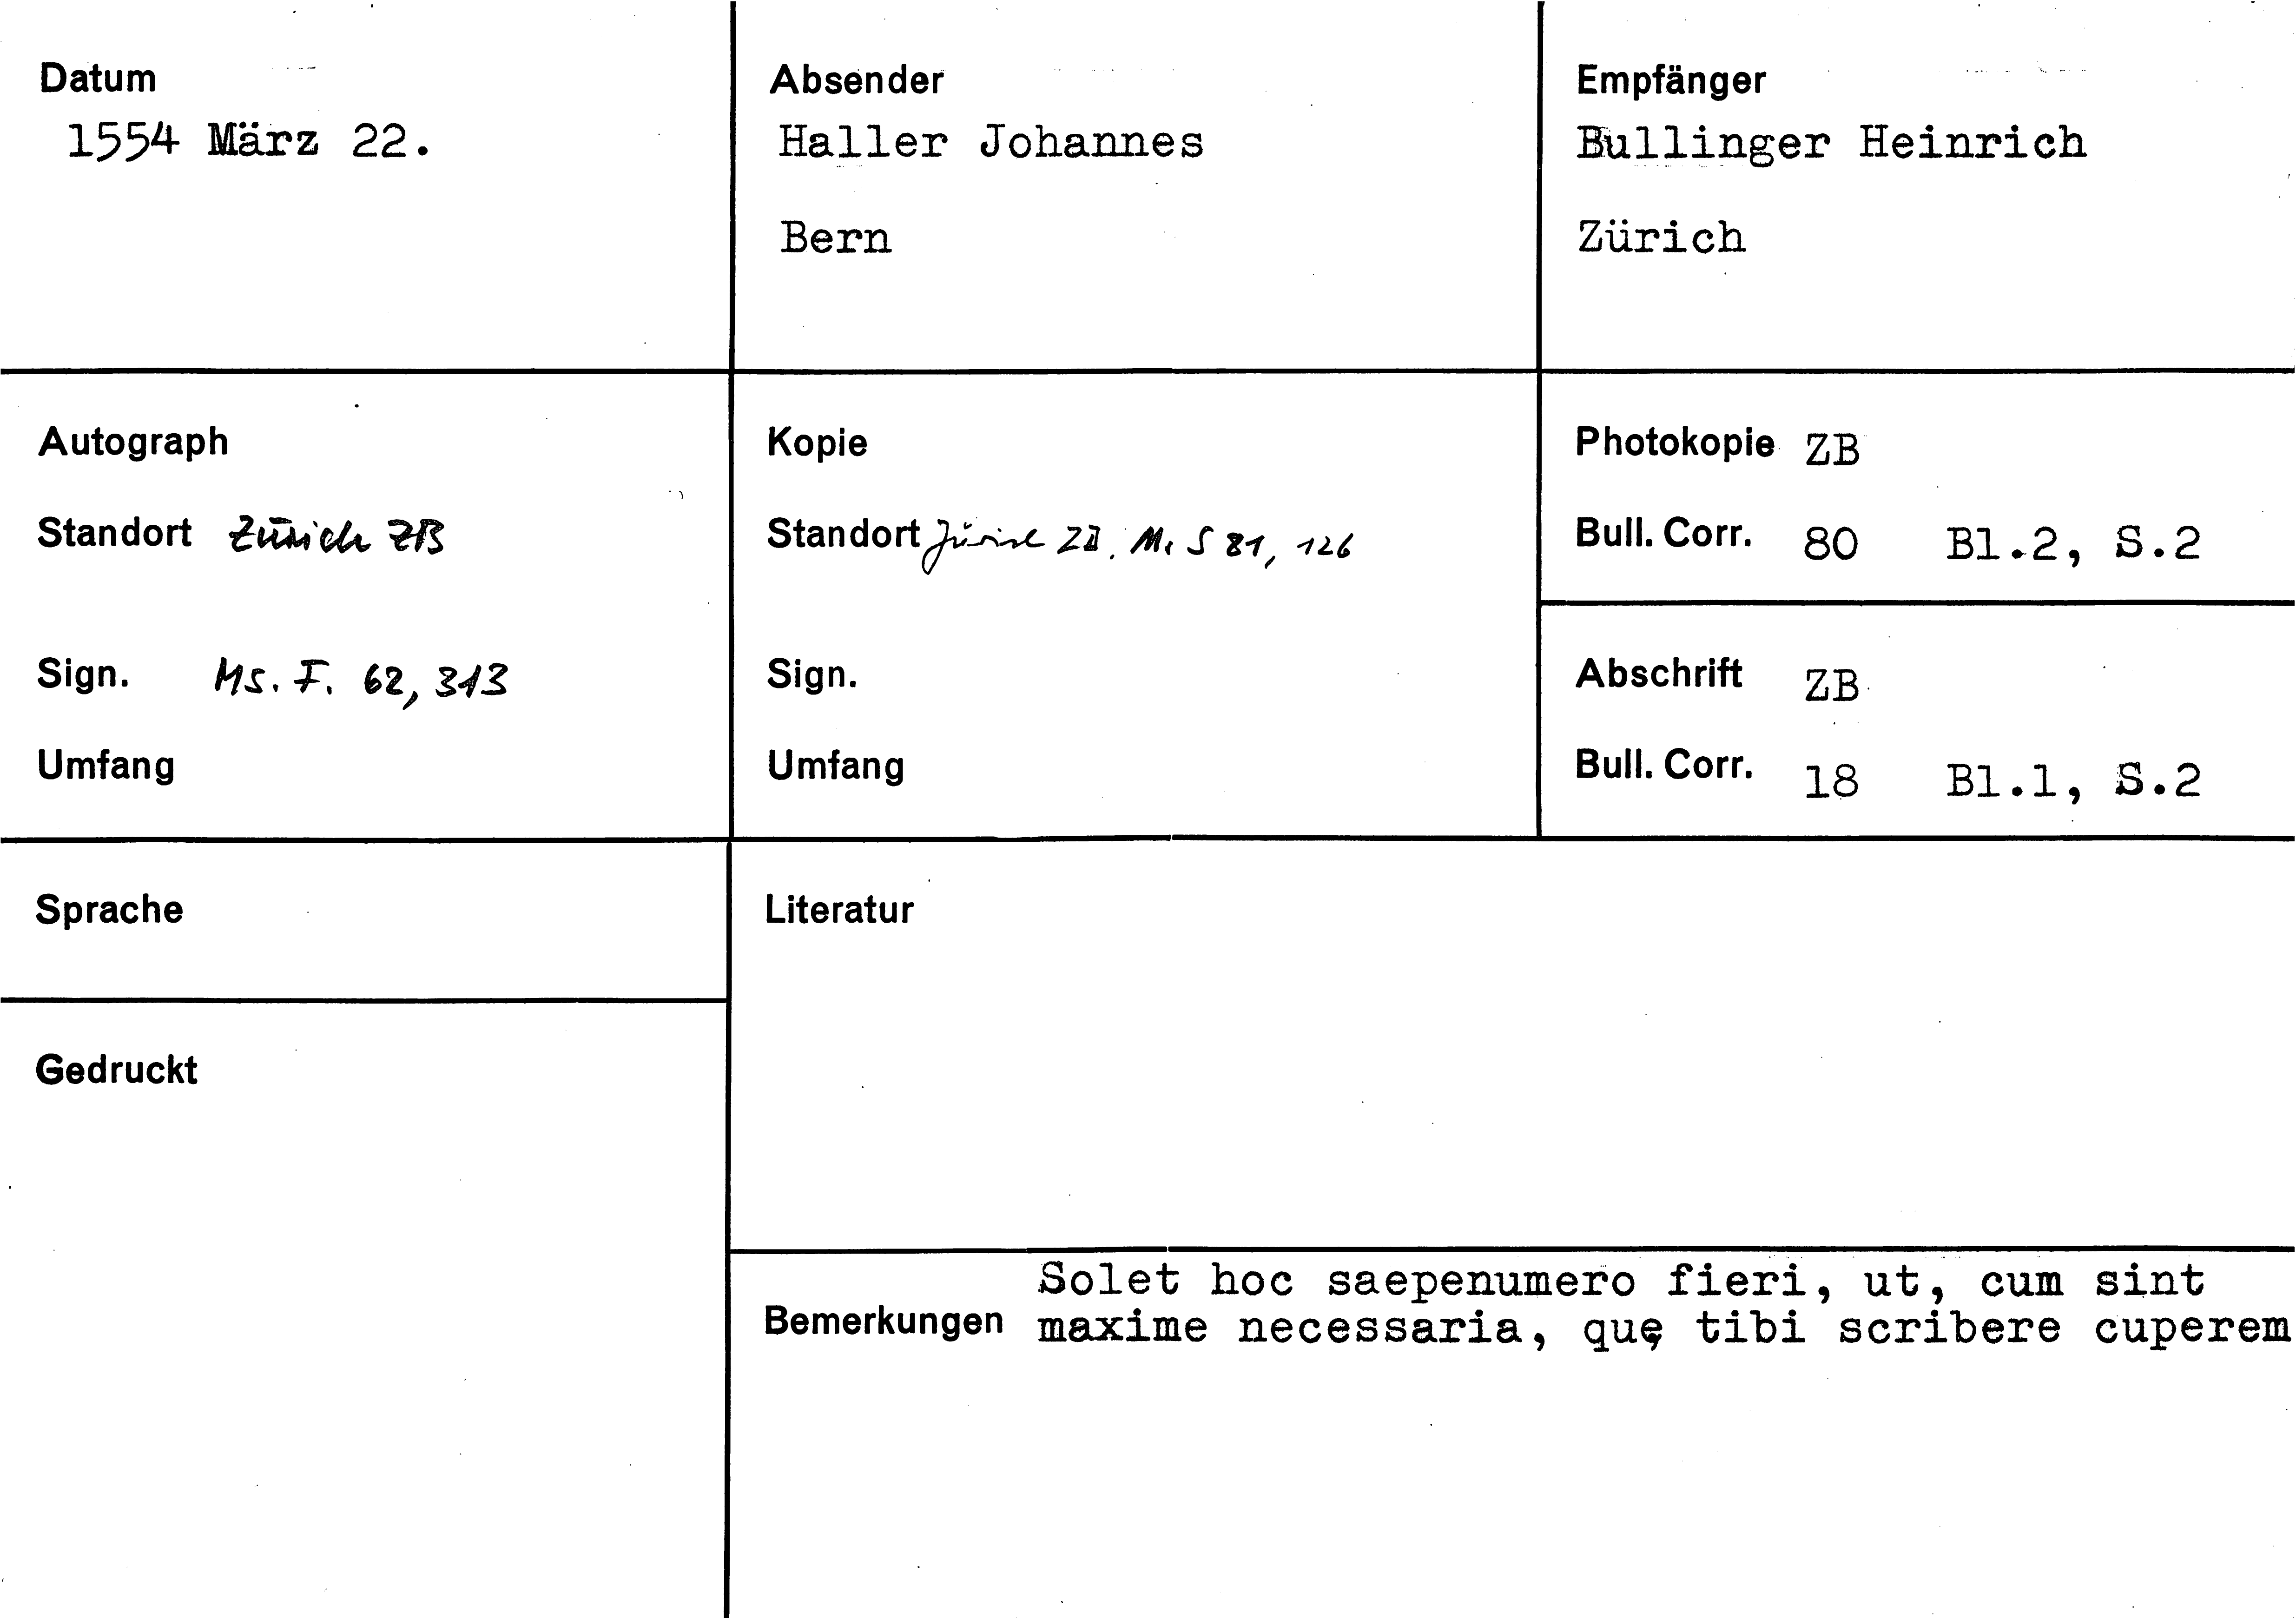 Datum
1554 März 22.
Absender
Haller Johannes
Bern
Empfänger
Bullinger Heinrich
Zürich
Autograph
Standort Zürich ZB
Sign. Ms. F. 62, 313
Umfang
Kopie
Standort Zürich ZB. Ms S 81, 126
Sign.
Umfang
Photokopie ZB
Bull. Corr. 80 Bl.2, S.2
Abschrift ZB
Bull. Corr. 18 Bl.1, S.2
Sprache
Gedruckt
Literatur
Bemerkungen
Solet hoc saepenumero fieri, ut, cum sint
maxime necessaria, quę tibi scribere cuperem